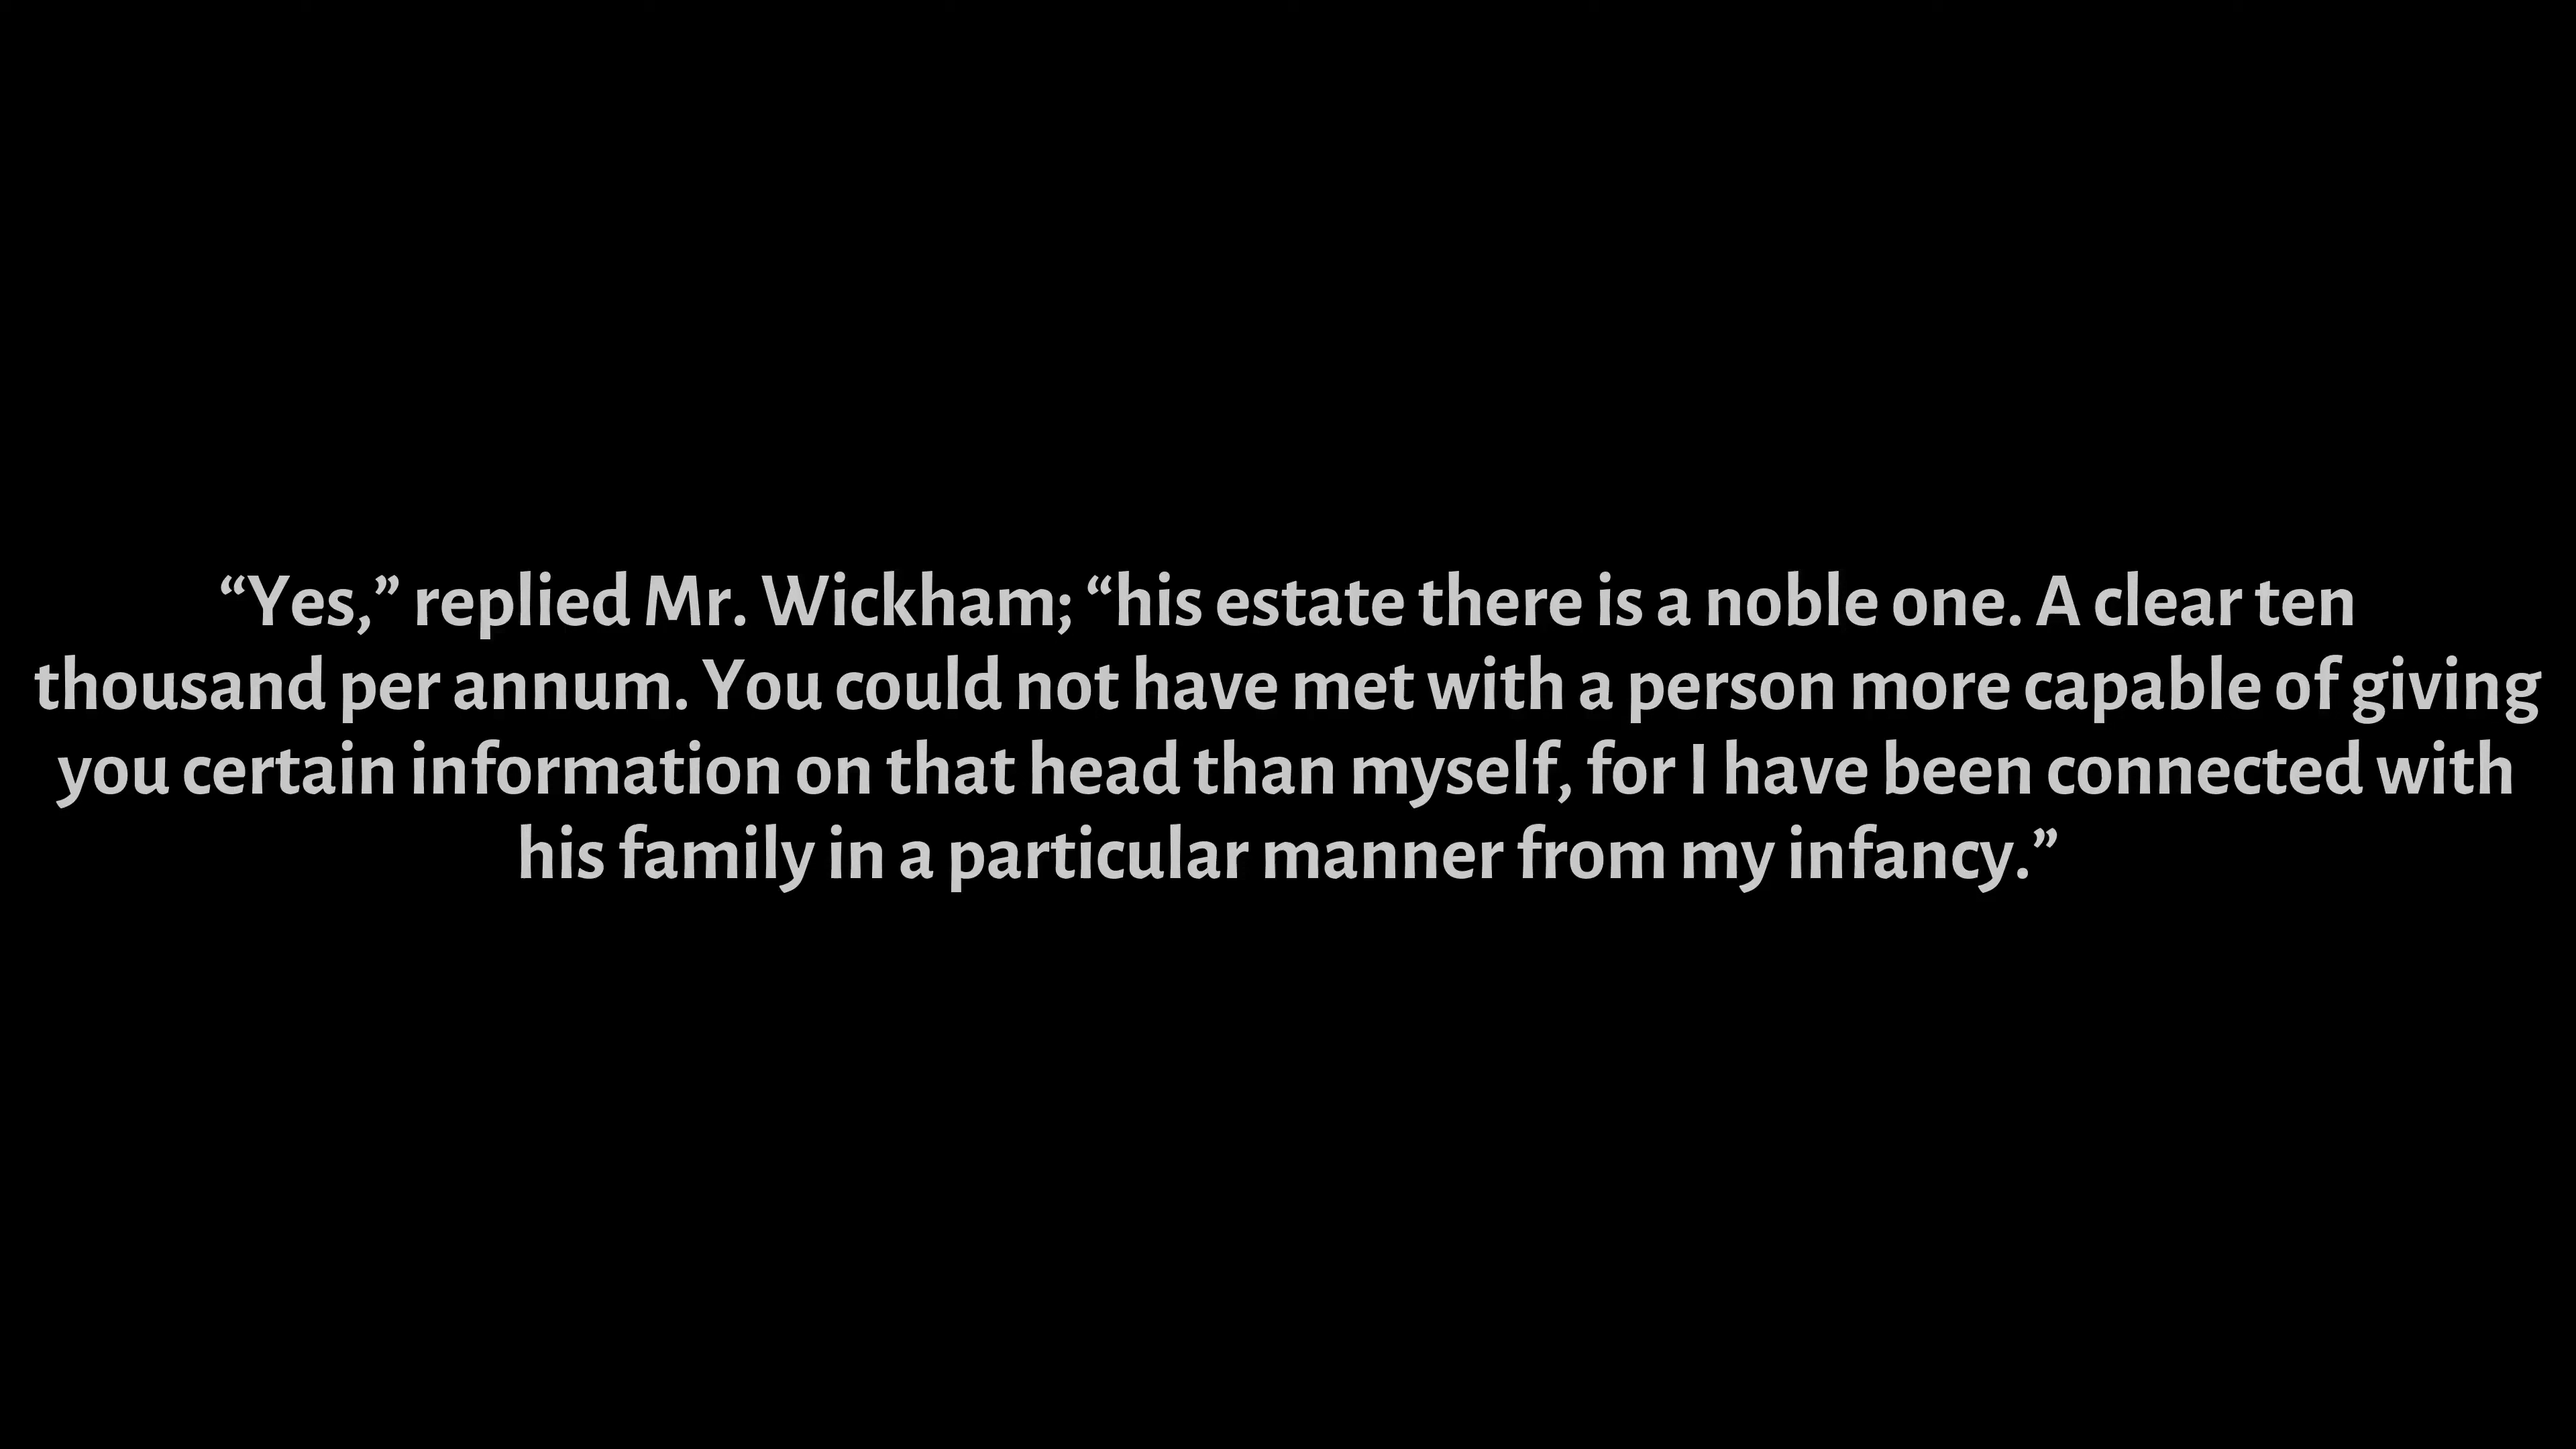 “Yes,” replied Mr. Wickham; “his estate there is a noble one. A clear ten
thousand per annum. You could not have met with a person more capable of giving
you certain information on that head than myself, for I have been connected with
his family in a particular manner from my infancy.”